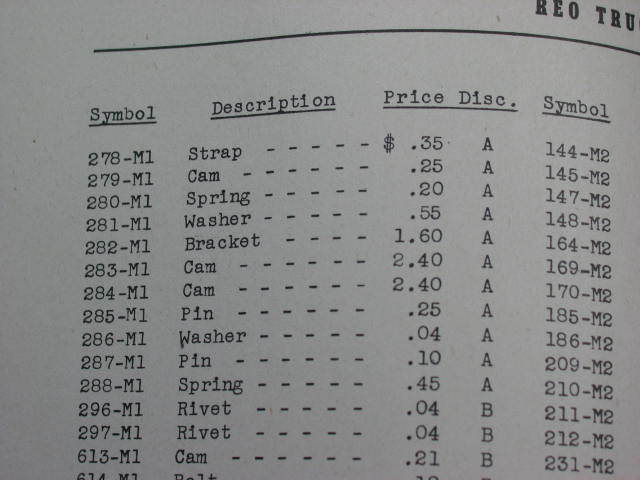 REO TRU
Symbol Description Price Disc. Symbol
278-M1 Strap - - - - - $ .35 A 144-M2
279-M1 Cam - - - - - - .25 A 145-M2
280-M1 Spring - - - - - .20 A 147-M2
281-M1 Washer - - - - - .55 A 148-M2
282-M1 Bracket - - - - 1.60 A 164-M2
283-M1 Cam - - - - - - 2.40 A 169-M2
284-M1 Cam - - - - - - 2.40 A 170-M2
285-M1 Pin - - - - - - .25 A 185-M2
286-M1 Washer - - - - - .04 A 186-M2
287-M1 Pin - - - - - - .10 A 209-M2
288-M1 Spring - - - - - .45 A 210-M2
296-M1 Rivet - - - - - .04 B 211-M2
297-M1 Rivet - - - - - .04 B 212-M2
613-M1 Cam - - - - - - .21 B 231-M2
614-M1 Bolt